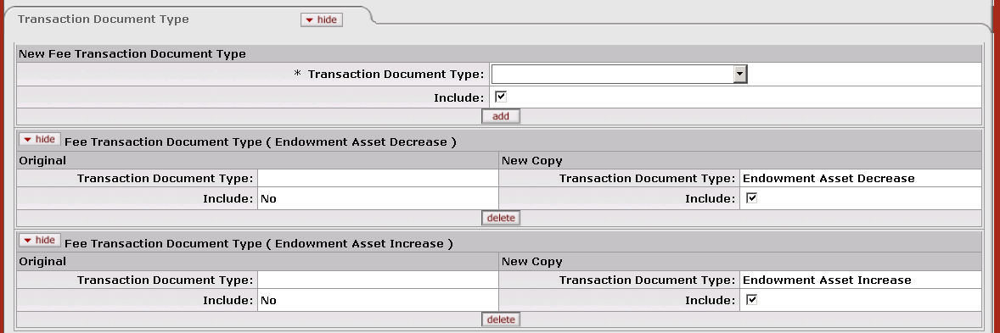 Transaction Document Type hide
New Fee Transaction Document Type
* Transaction Document Type:
Include:
add
hide Fee Transaction Document Type ( Endowment Asset Decrease )
Original New Copy
Transaction Document Type: Transaction Document Type: Endowment Asset Decrease
Include: No Include:
delete
hide Fee Transaction Document Type ( Endowment Asset Increase )
Original New Copy
Transaction Document Type: Transaction Document Type: Endowment Asset Increase
Include: No Include:
delete